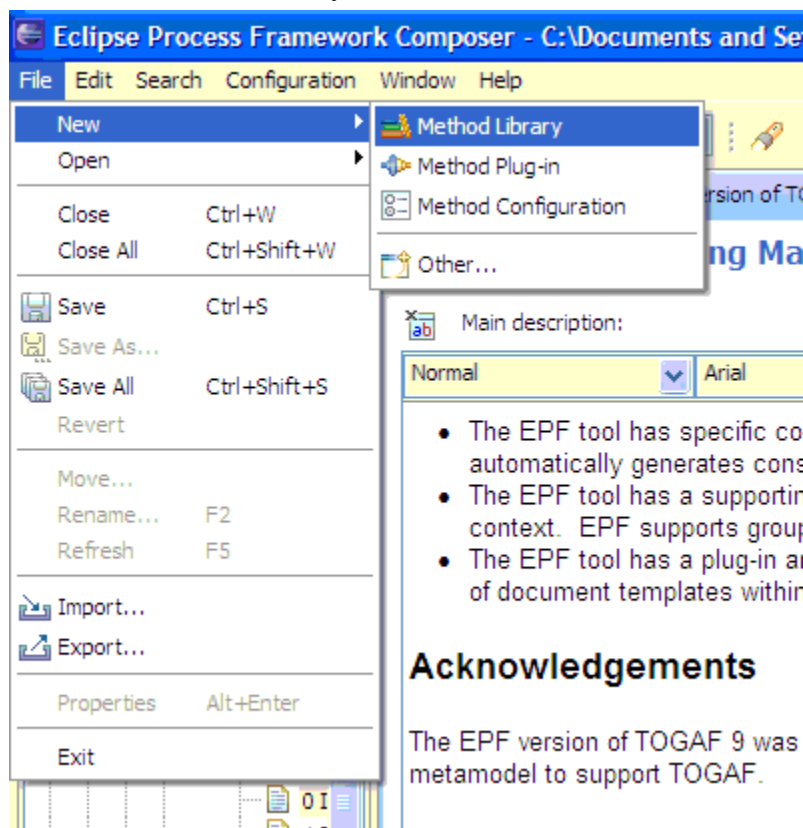 Eclipse Process Framework Composer - C:\Documents and Se
File Edit Search Configuration Window Help
New
Open
Close Ctrl+W
Close All Ctrl+Shift+W
Save Ctrl+S
Save As...
Save All Ctrl+Shift+S
Revert
Move...
Rename... F2
Refresh F5
Import...
Export...
Properties Alt+Enter
Exit
Method Library
Method Plug-in
Method Configuration
Other...
rsion of TO
ng Ma
Main description:
Normal Arial
• The EPF tool has specific co
automatically generates cons
• The EPF tool has a supportin
context. EPF supports group
• The EPF tool has a plug-in a
of document templates within
Acknowledgements
The EPF version of TOGAF 9 was
metamodel to support TOGAF.
0 I